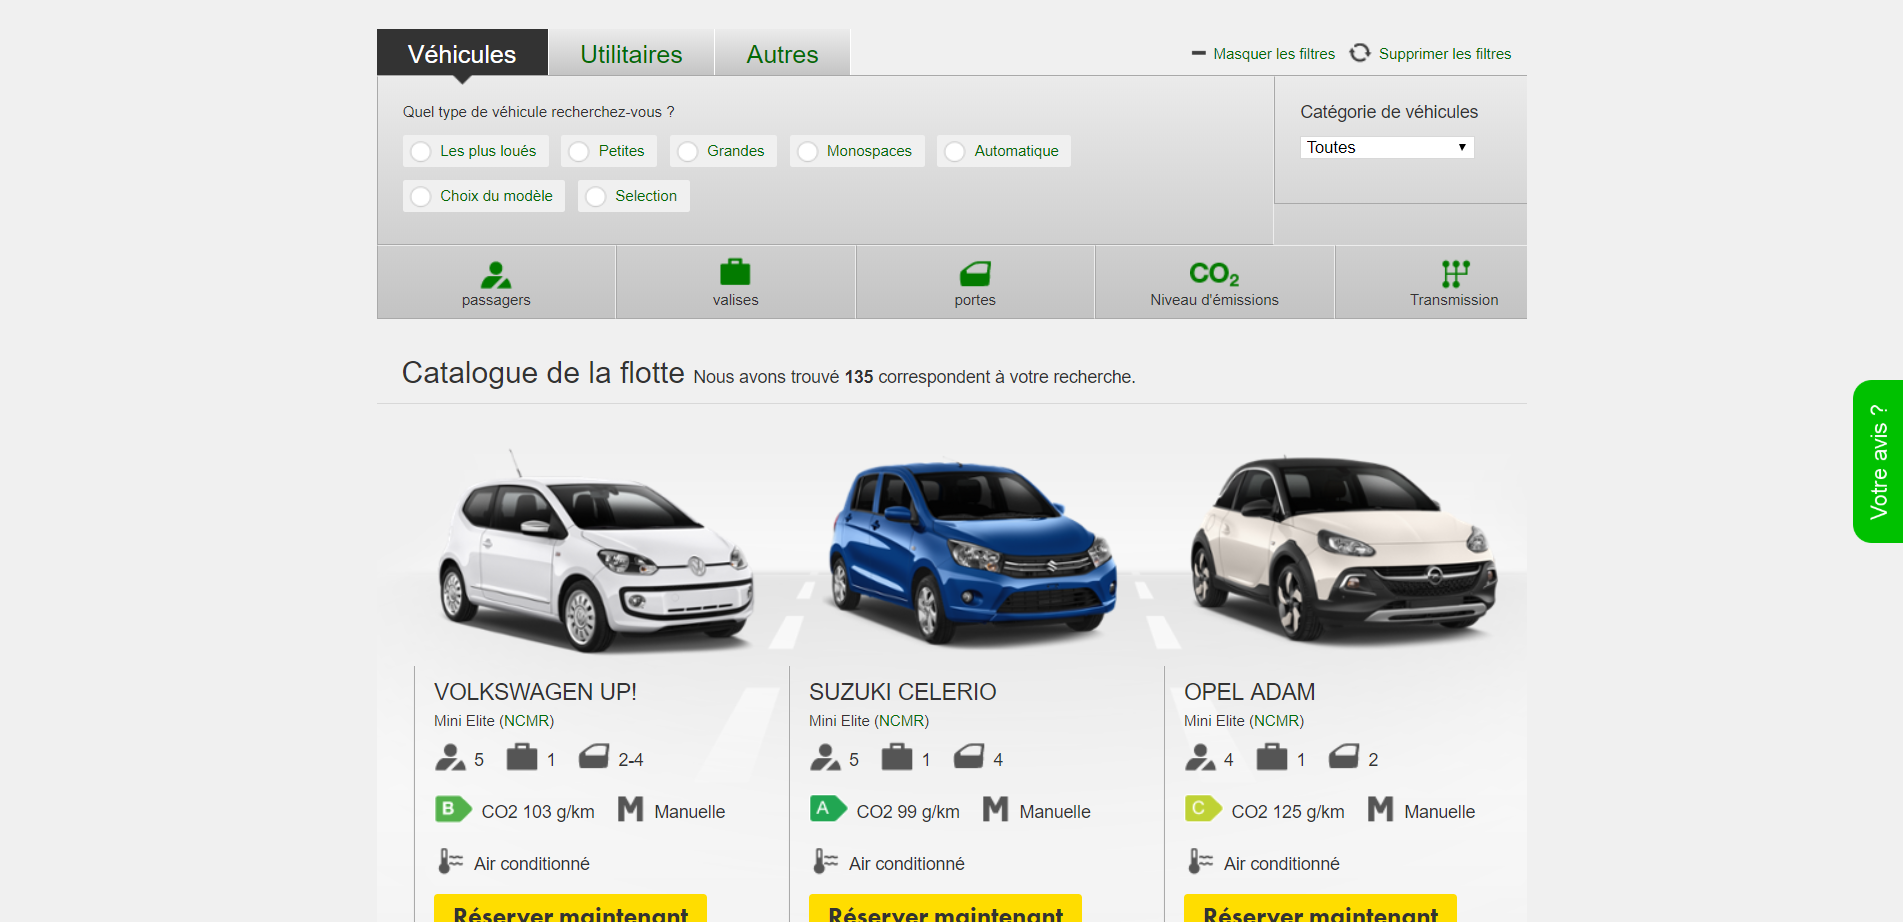 Véhicules Utilitaires Autres Masquer les filtres Supprimer les filtres
Quel type de véhicule recherchez-vous ? Catégorie de véhicules
Les plus loués Petites Grandes Monospaces Automatique Toutes
Choix du modèle Selection
CO2
passagers valises portes Niveau d'émissions Transmission
Catalogue de la flotte Nous avons trouvé 135 correspondent à votre recherche.
Votre avis ?
VOLKSWAGEN UP! SUZUKI CELERIO OPEL ADAM
Mini Elite (NCMR) Mini Elite (NCMR) Mini Elite (NCMR)
5 1 2-4 5 1 4 4 1 2
B CO2 103 g/km M Manuelle A CO2 99 g/km M Manuelle C CO2 125 g/km M Manuelle
Air conditionné Air conditionné Air conditionné
Réserver maintenant Réserver maintenant Réserver maintenant